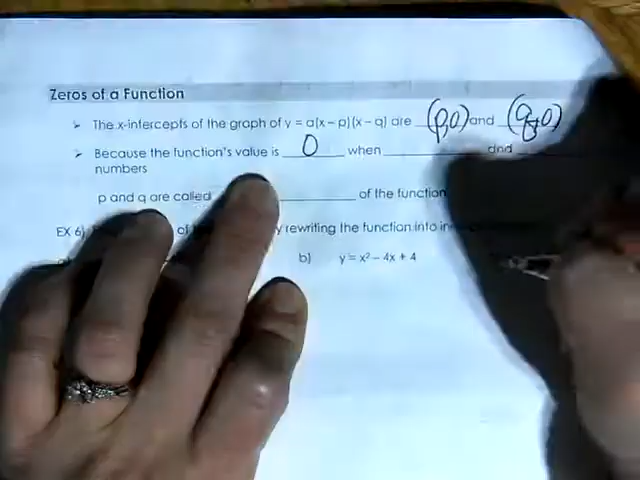 Zeros of a Function
➢ The x-intercepts of the graph of y = a(x – p)(x – q) are (p,0) and (q,0)
➢ Because the function's value is 0 when and
numbers
p and q are called of the function
EX 6) of rewriting the function into
b) y = x² – 4x + 4